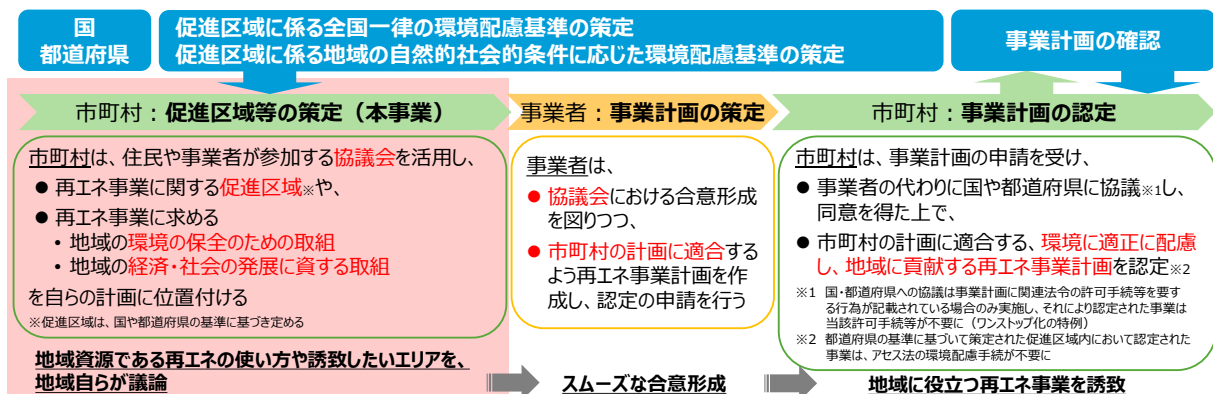 国
都道府県
促進区域に係る全国一律の環境配慮基準の策定
促進区域に係る地域の自然的社会的条件に応じた環境配慮基準の策定
事業計画の確認
市町村：促進区域等の策定（本事業）
市町村は、住民や事業者が参加する協議会を活用し、
● 再エネ事業に関する促進区域※や、
● 再エネ事業に求める
・ 地域の環境の保全のための取組
・ 地域の経済・社会の発展に資する取組
を自らの計画に位置付ける
※促進区域は、国や都道府県の基準に基づき定める
地域資源である再エネの使い方や誘致したいエリアを、
地域自らが議論
事業者：事業計画の策定
事業者は、
● 協議会における合意形成
を図りつつ、
● 市町村の計画に適合する
よう再エネ事業計画を作
成し、認定の申請を行う
スムーズな合意形成
市町村：事業計画の認定
市町村は、事業計画の申請を受け、
● 事業者の代わりに国や都道府県に協議※1し、
同意を得た上で、
● 市町村の計画に適合する、環境に適正に配慮
し、地域に貢献する再エネ事業計画を認定※2
※1 国・都道府県への協議は事業計画に関連法令の許可手続等を要す
る行為が記載されている場合のみ実施し、それにより認定された事業は
当該許可手続等が不要に（ワンストップ化の特例）
※2 都道府県の基準に基づいて策定された促進区域内において認定された
事業は、アセス法の環境配慮手続が不要に
地域に役立つ再エネ事業を誘致